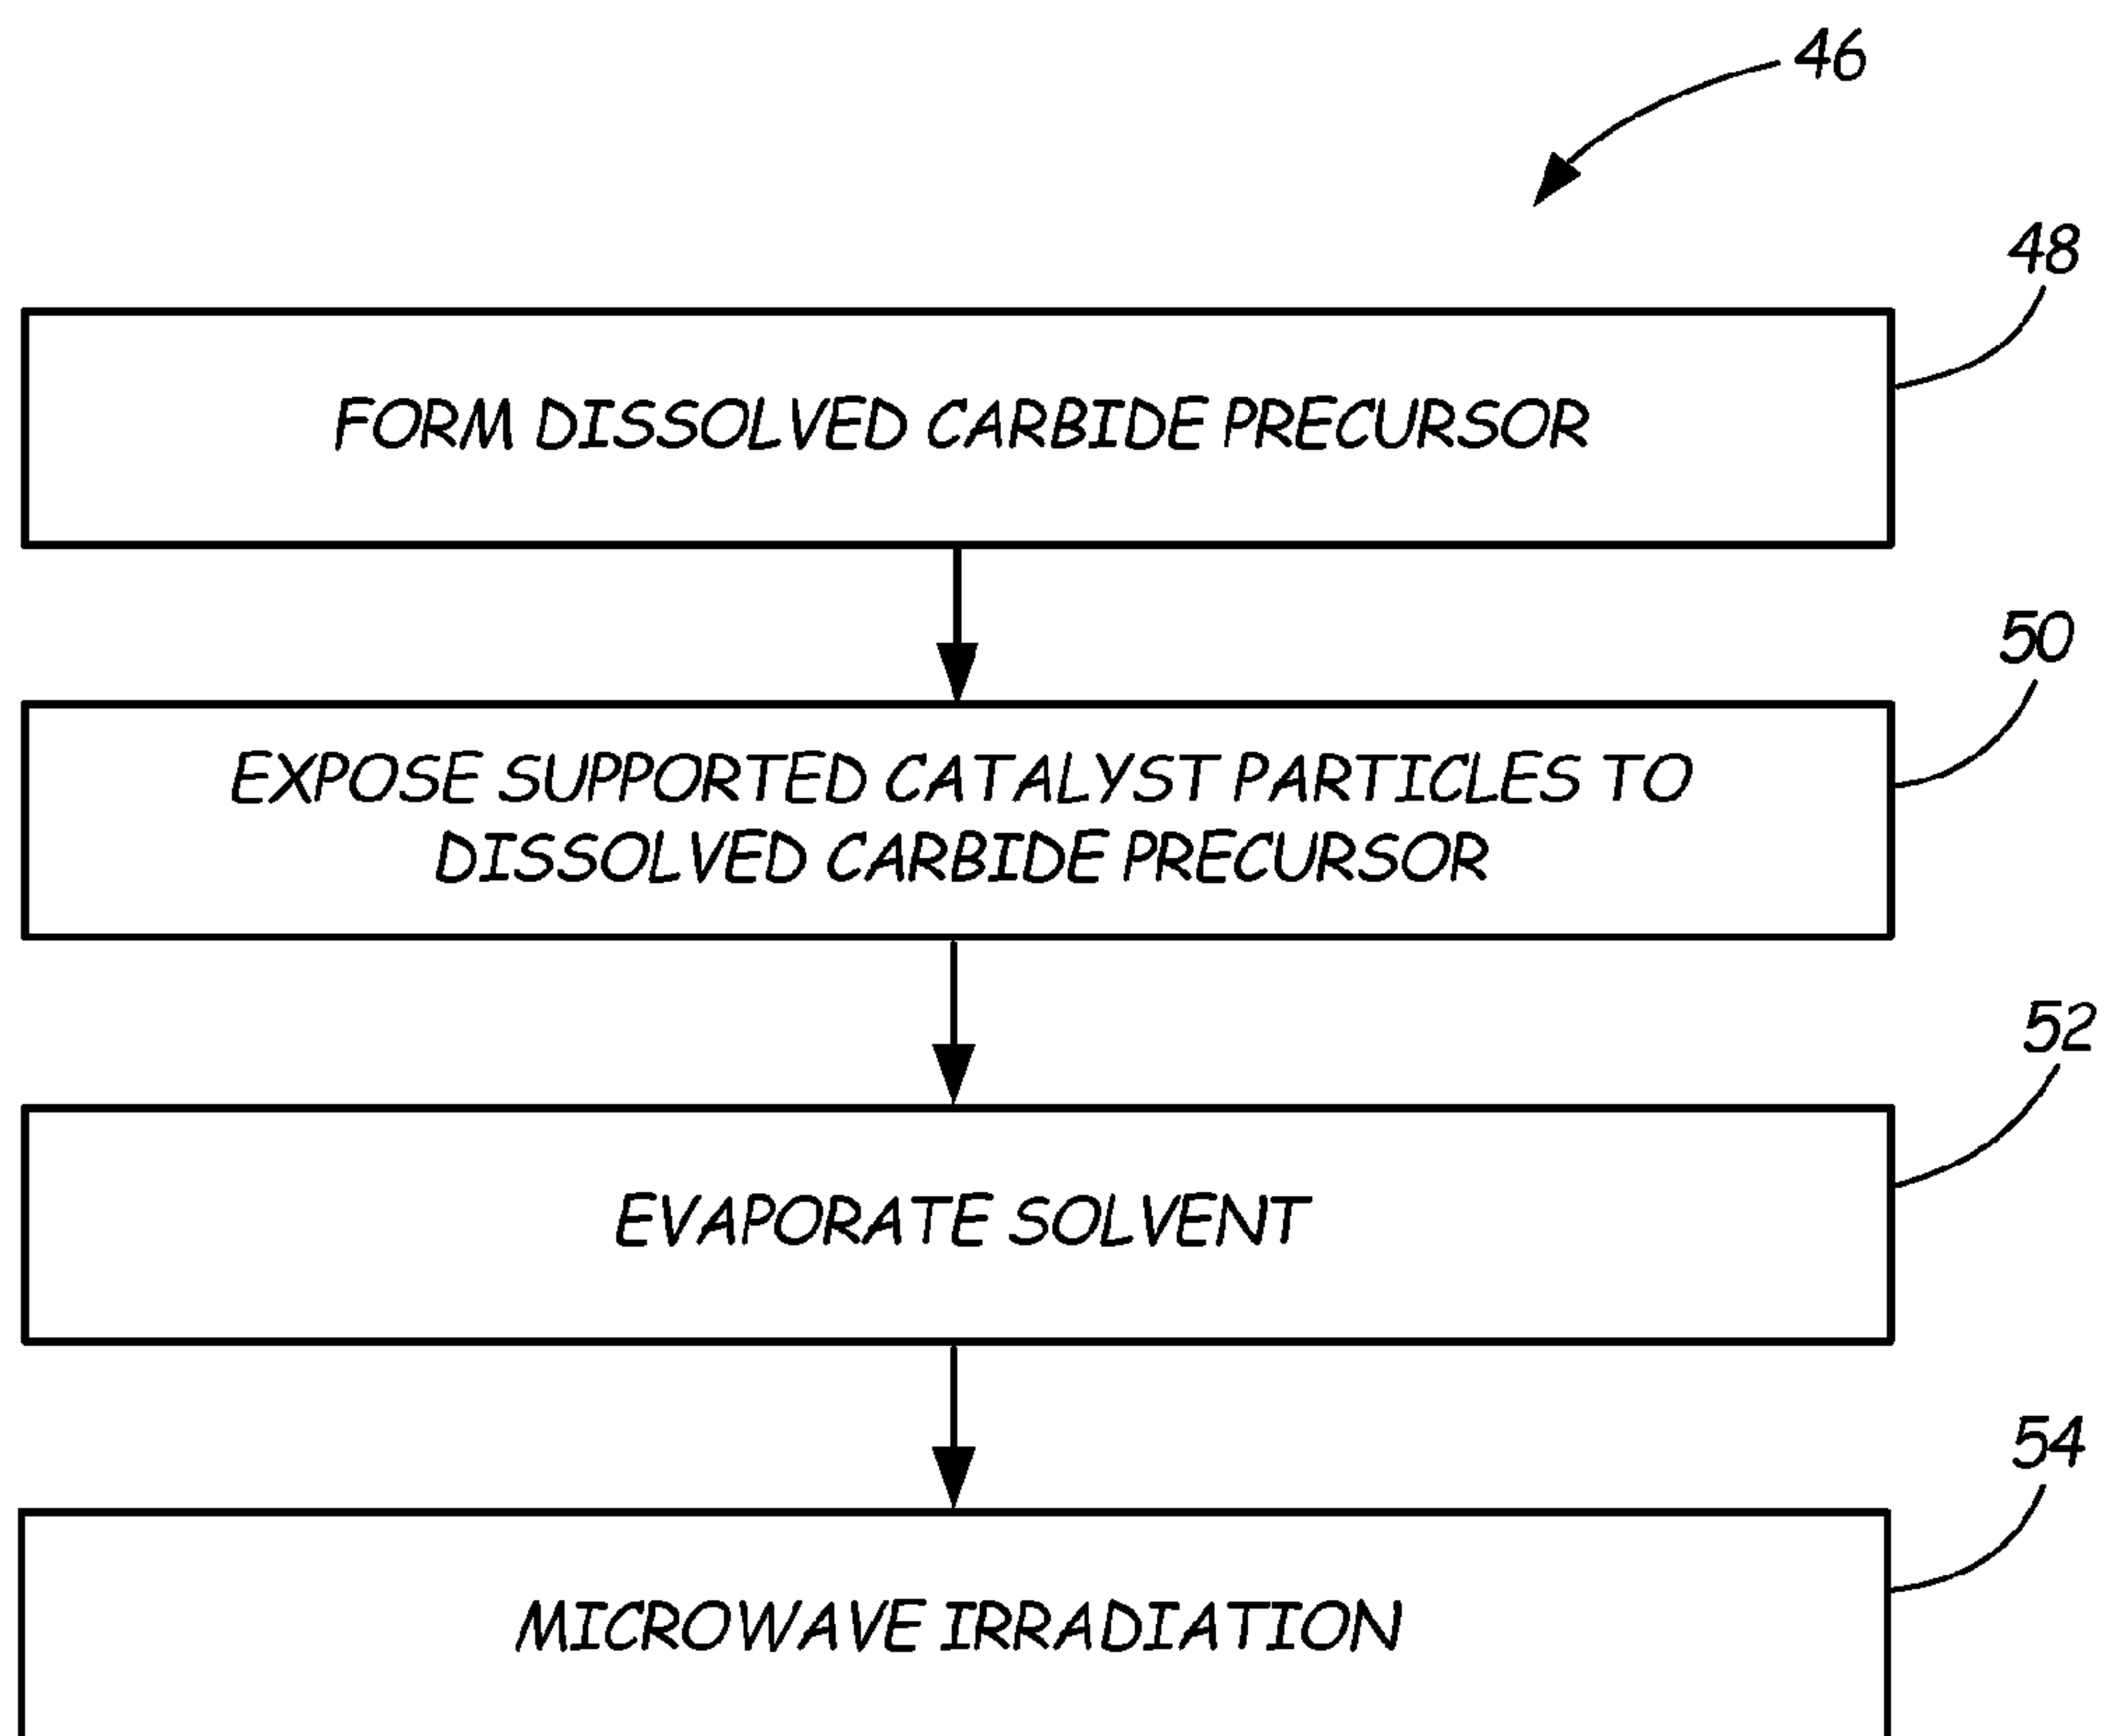 46
48
FORM DISSOLVED CARBIDE PRECURSOR
50
EXPOSE SUPPORTED CATALYST PARTICLES TO
DISSOLVED CARBIDE PRECURSOR
52
EVAPORATE SOLVENT
54
MICROWAVE IRRADIATION